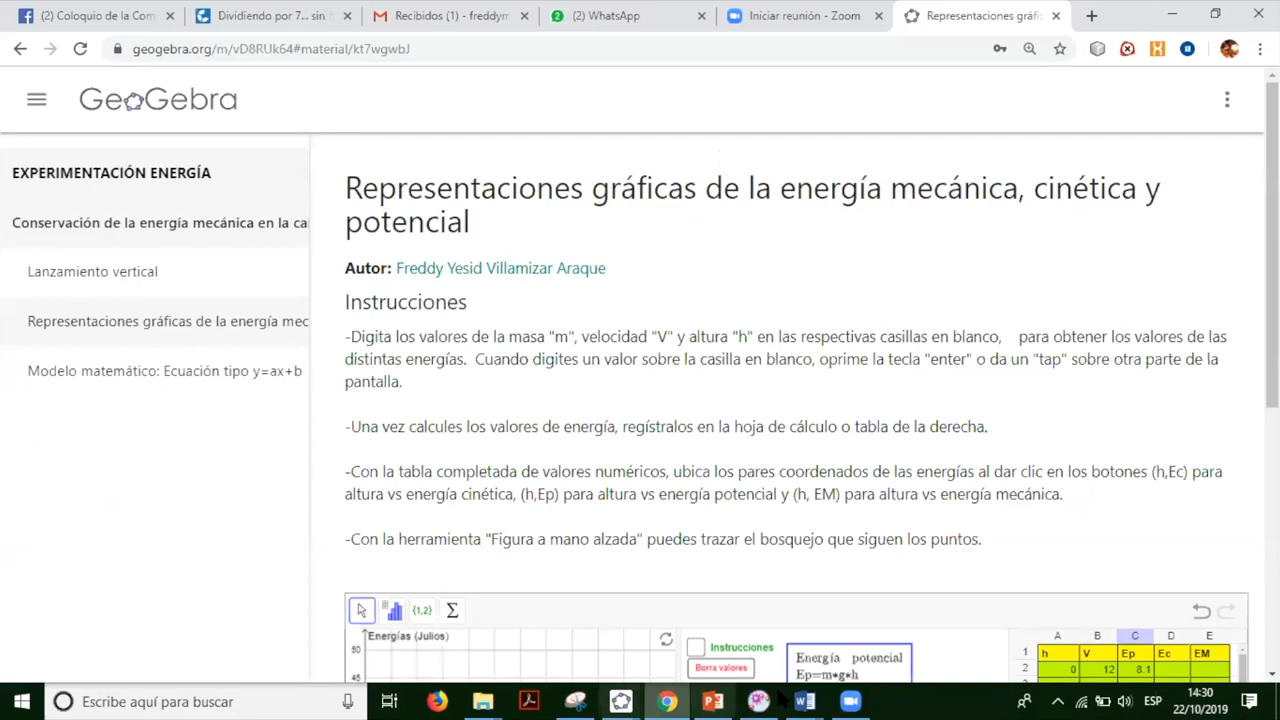 (2) Coloquio de la Com
Dividiendo por 7... sin
Recibidos (1) - freddym
(2) WhatsApp
Iniciar reunión - Zoom
Representaciones gráfi
geogebra.org/m/vD8RUk64#material/kt7wgwbJ
GeoGebra
EXPERIMENTACIÓN ENERGÍA
Conservación de la energía mecánica en la ca
Lanzamiento vertical
Representaciones gráficas de la energía mec
Modelo matemático: Ecuación tipo y=ax+b
Representaciones gráficas de la energía mecánica, cinética y
potencial
Autor: Freddy Yesid Villamizar Araque
Instrucciones
-Digita los valores de la masa "m", velocidad "V" y altura "h" en las respectivas casillas en blanco, para obtener los valores de las
distintas energías. Cuando digites un valor sobre la casilla en blanco, oprime la tecla "enter" o da un "tap" sobre otra parte de la
pantalla.
-Una vez calcules los valores de energía, regístralos en la hoja de cálculo o tabla de la derecha.
-Con la tabla completada de valores numéricos, ubica los pares coordenados de las energías al dar clic en los botones (h,Ec) para
altura vs energía cinética, (h,Ep) para altura vs energía potencial y (h, EM) para altura vs energía mecánica.
-Con la herramienta "Figura a mano alzada" puedes trazar el bosquejo que siguen los puntos.
{1,2} Σ
Energías (Julios)
50
45
Instrucciones
Borra valores
Energía potencial
Ep=m*g*h
A B C D E
1 h V Ep Ec EM
2 0 12 8.1
Escribe aquí para buscar
ESP
14:30
22/10/2019